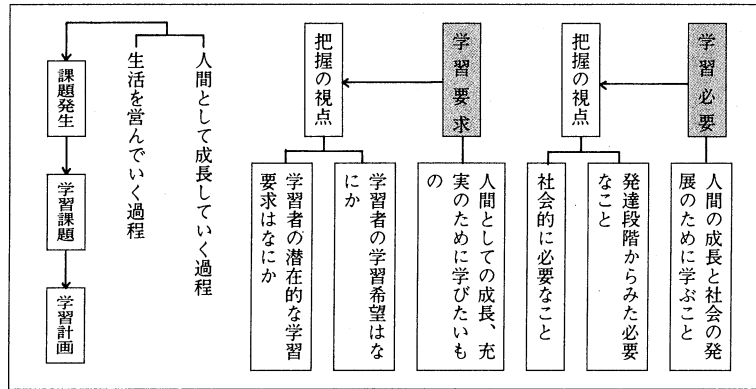 学習必要
人間の成長と社会の発
展のために学ぶこと
把握の視点
発達段階からみた必要
なこと
社会的に必要なこと
学習要求
人間としての成長、充
実のために学びたいも
の
把握の視点
学習者の学習希望はな
にか
学習者の潜在的な学習
要求はなにか
人間として成長していく過程
生活を営んでいく過程
課題発生
学習課題
学習計画